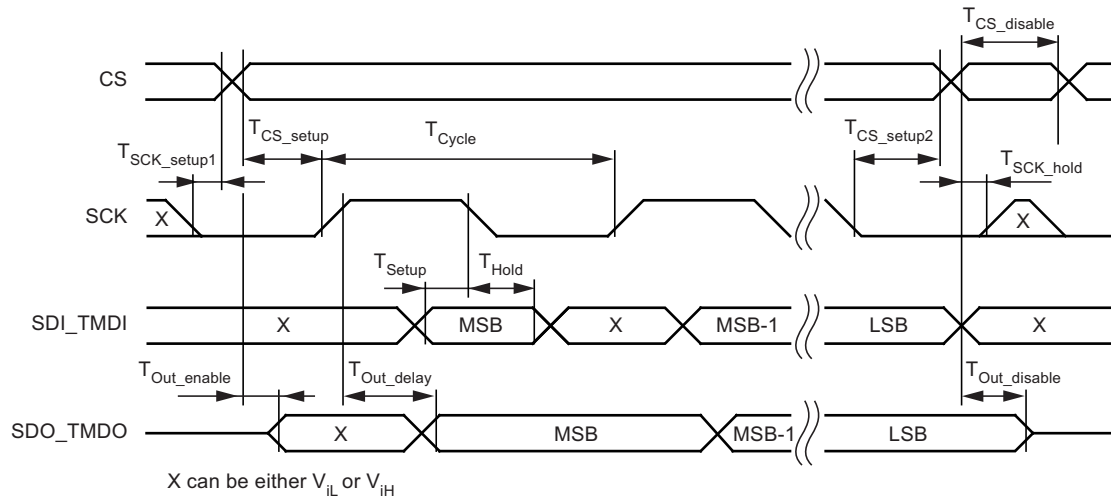 T_CS_disable
CS
T_CS_setup
T_Cycle
T_CS_setup2
T_SCK_setup1
T_SCK_hold
SCK
X
X
T_Setup
T_Hold
SDI_TMDI
X
MSB
X
MSB-1
LSB
X
T_Out_enable
T_Out_delay
T_Out_disable
SDO_TMDO
X
MSB
MSB-1
LSB
X can be either V_iL or V_iH